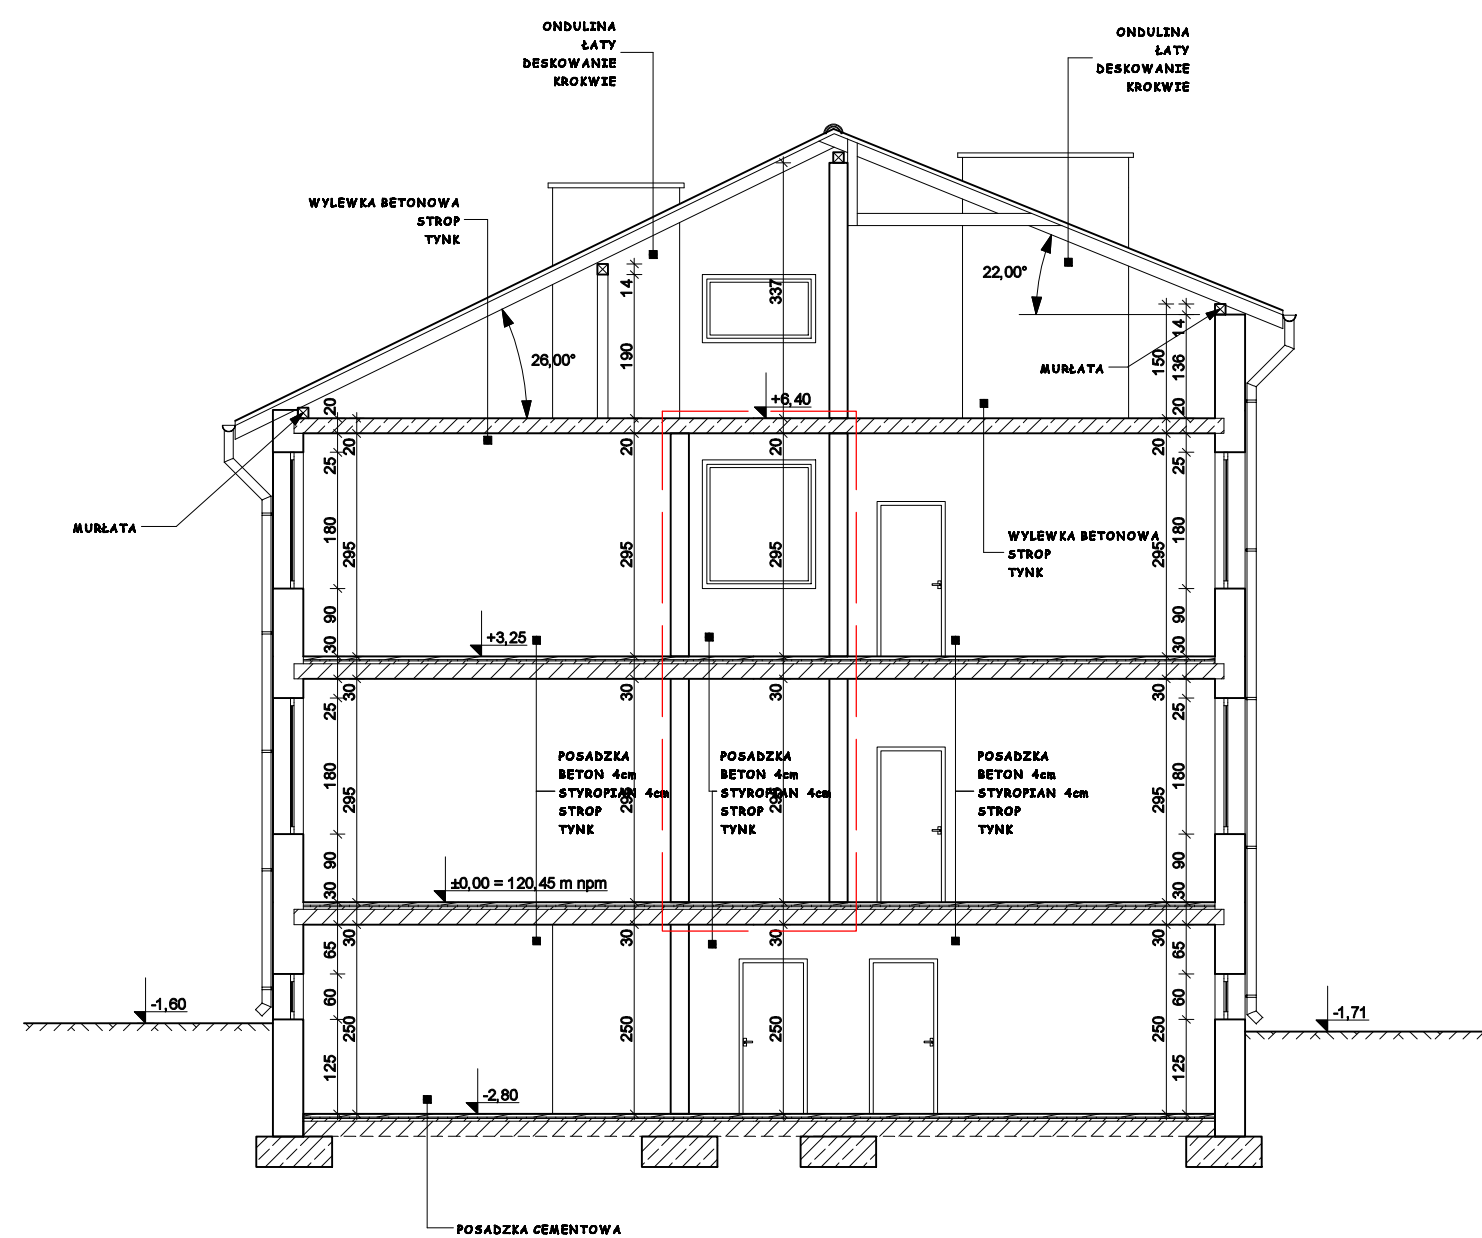 ONDULINA
ŁATY
DESKOWANIE
KROKWIE
ONDULINA
ŁATY
DESKOWANIE
KROKWIE
WYLEWKA BETONOWA
STROP
TYNK
22,00°
26,00°
14
190
337
14
150
136
MURŁATA
+6,40
20
20
20
20
20
20
20
25
25
MURŁATA
180
295
295
295
295
180
WYLEWKA BETONOWA
STROP
TYNK
90
90
30
+3,25
30
30
30
30
30
25
25
POSADZKA
BETON 4cm
STYROPIAN 4cm
STROP
TYNK
POSADZKA
BETON 4cm
STYROPIAN 4cm
STROP
TYNK
POSADZKA
BETON 4cm
STYROPIAN 4cm
STROP
TYNK
180
295
295
295
295
180
90
90
30
±0,00 = 120,45 m npm
30
30
30
30
30
65
65
-1,60
60
60
-1,71
250
250
250
250
125
125
-2,80
POSADZKA CEMENTOWA